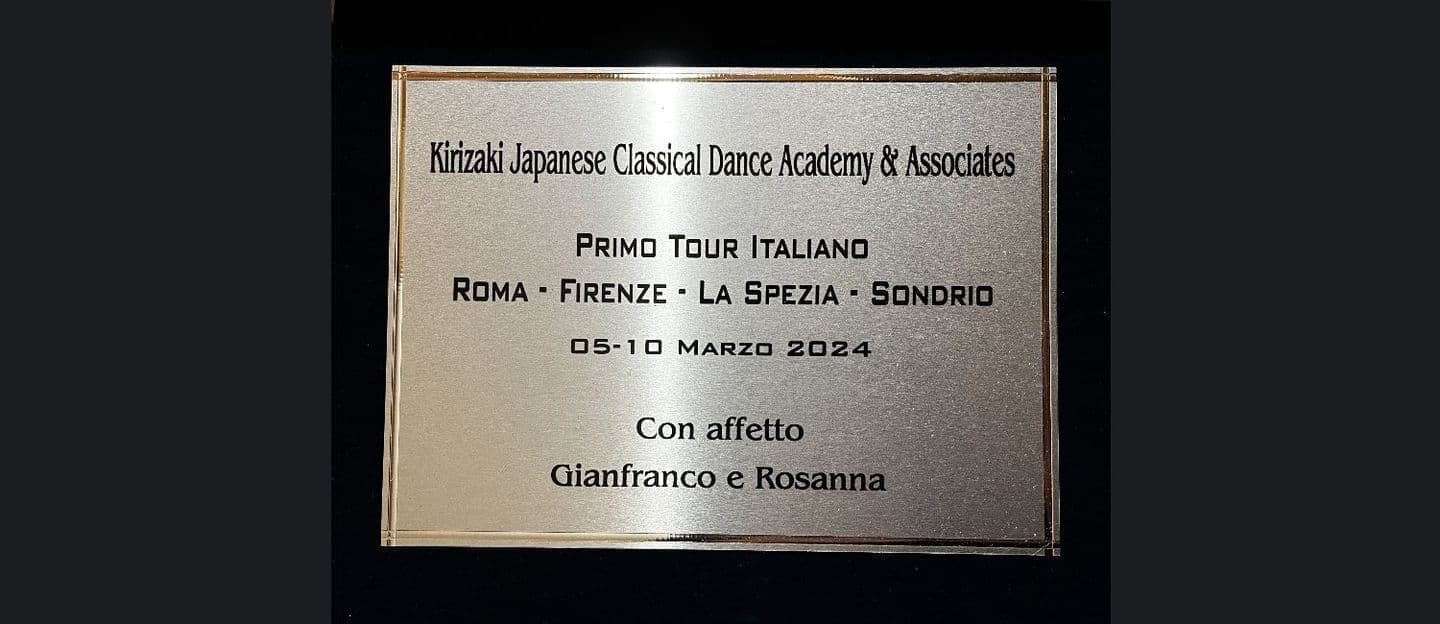 Kirizaki Japanese Classical Dance Academy & Associates
Primo Tour Italiano
Roma - Firenze - La Spezia - Sondrio
05-10 Marzo 2024
Con affetto
Gianfranco e Rosanna